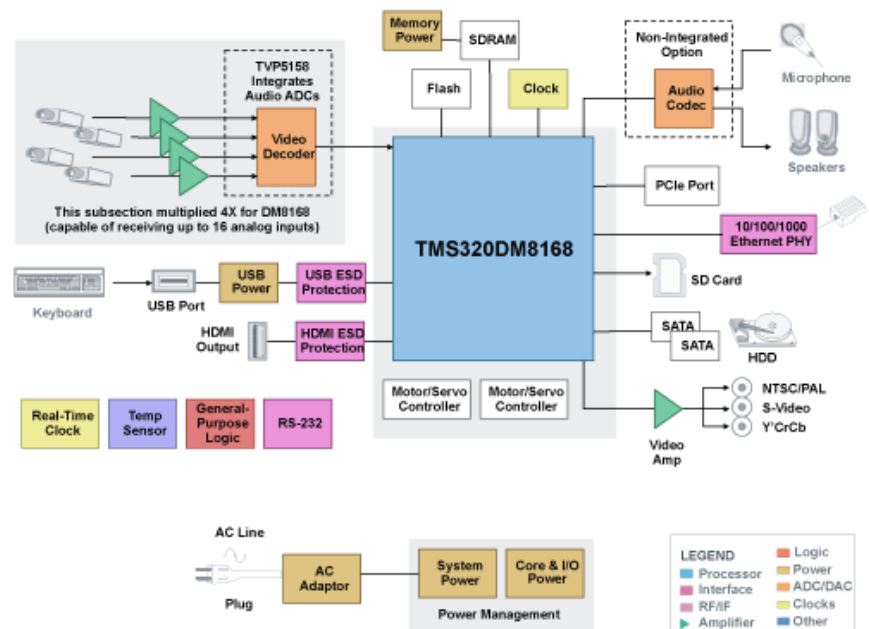 Memory
Power
SDRAM
Non-Integrated
Option
TVP5158
Integrates
Audio ADCs
Flash
Clock
Audio
Codec
Microphone
Video
Decoder
Speakers
PCIe Port
This subsection multiplied 4X for DM8168
(capable of receiving up to 16 analog inputs)
TMS320DM8168
10/100/1000
Ethernet PHY
USB
Power
USB ESD
Protection
SD Card
Keyboard
USB Port
HDMI
Output
HDMI ESD
Protection
SATA
SATA
HDD
Motor/Servo
Controller
Motor/Servo
Controller
NTSC/PAL
S-Video
Y'CrCb
Video
Amp
Real-Time
Clock
Temp
Sensor
General-
Purpose
Logic
RS-232
AC Line
AC
Adaptor
System
Power
Core & I/O
Power
Plug
Power Management
LEGEND
Processor
Interface
RF/IF
Amplifier
Logic
Power
ADC/DAC
Clocks
Other